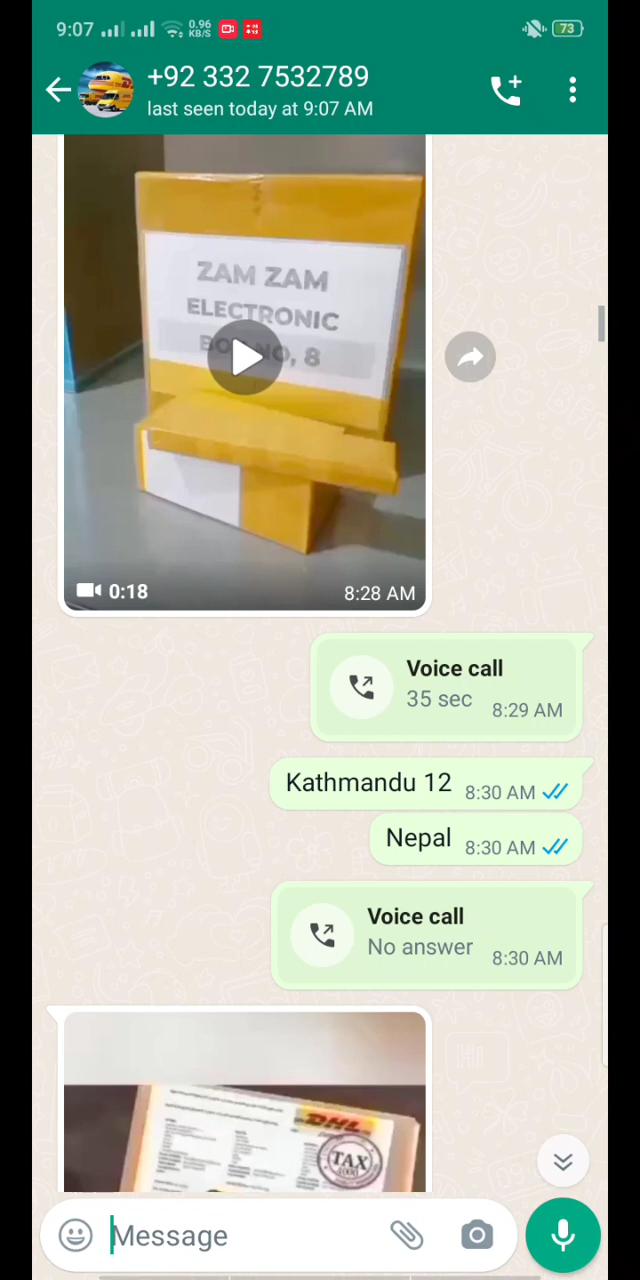 9:07
0.96
KB/S
73
+92 332 7532789
last seen today at 9:07 AM
ZAM ZAM
ELECTRONIC
NO, 8
0:18
8:28 AM
Voice call
35 sec
8:29 AM
Kathmandu 12
8:30 AM
Nepal
8:30 AM
Voice call
No answer
8:30 AM
DHL
TAX
Message